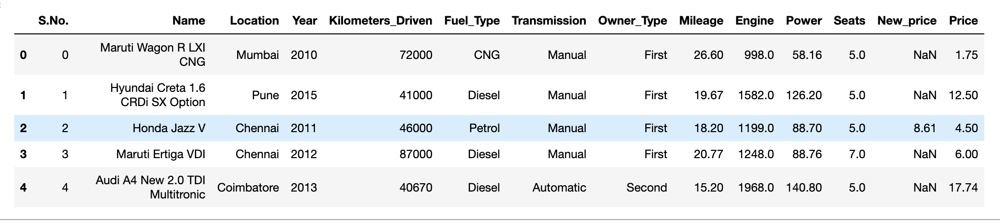 S.No. Name Location Year Kilometers_Driven Fuel_Type Transmission Owner_Type Mileage Engine Power Seats New_price Price
0 0 Maruti Wagon R LXI CNG Mumbai 2010 72000 CNG Manual First 26.60 998.0 58.16 5.0 NaN 1.75
1 1 Hyundai Creta 1.6 CRDi SX Option Pune 2015 41000 Diesel Manual First 19.67 1582.0 126.20 5.0 NaN 12.50
2 2 Honda Jazz V Chennai 2011 46000 Petrol Manual First 18.20 1199.0 88.70 5.0 8.61 4.50
3 3 Maruti Ertiga VDI Chennai 2012 87000 Diesel Manual First 20.77 1248.0 88.76 7.0 NaN 6.00
4 4 Audi A4 New 2.0 TDI Multitronic Coimbatore 2013 40670 Diesel Automatic Second 15.20 1968.0 140.80 5.0 NaN 17.74